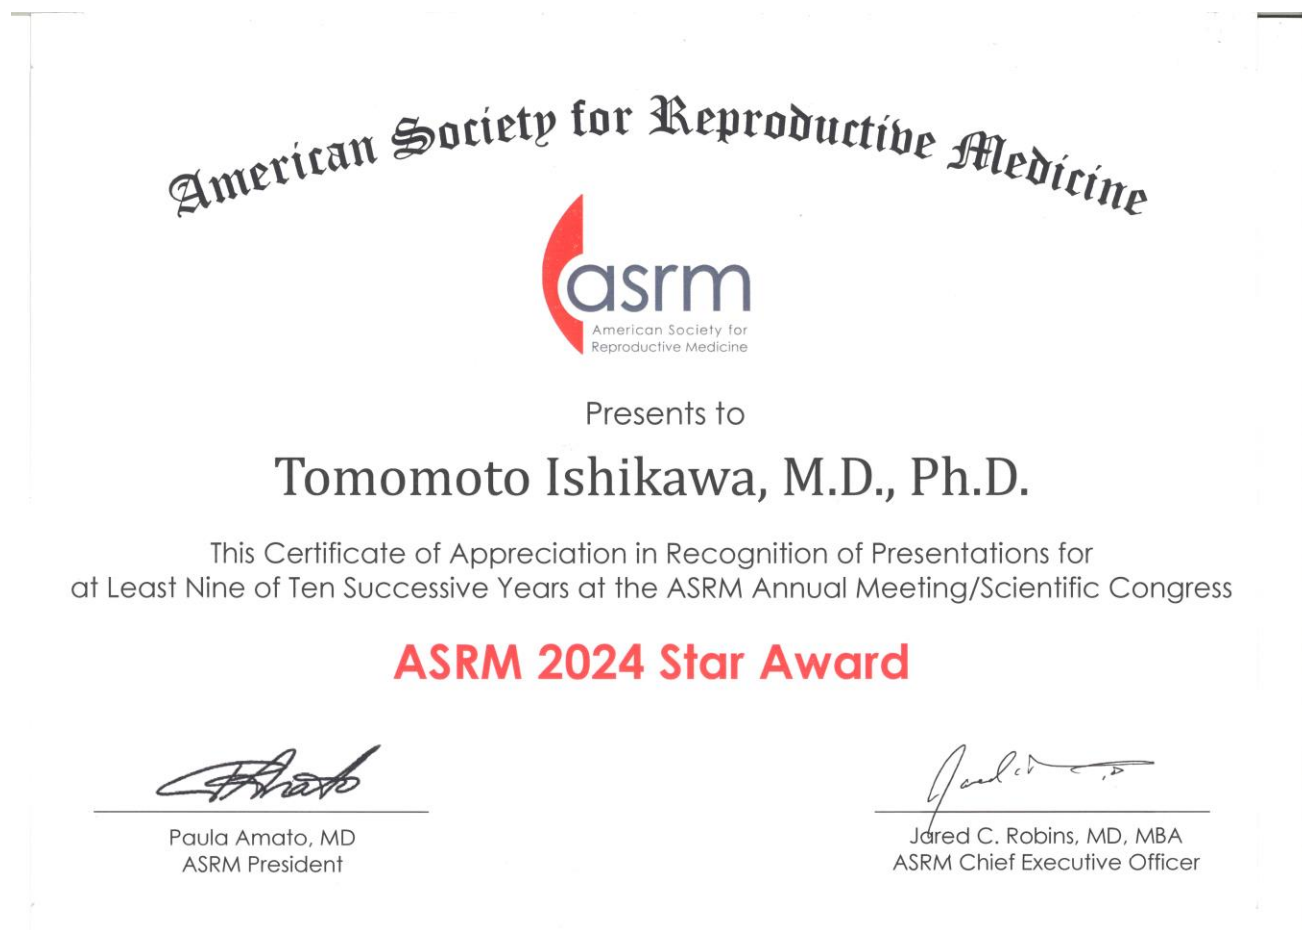 American Society for Reproductive Medicine
asrm
American Society for
Reproductive Medicine
Presents to
Tomomoto Ishikawa, M.D., Ph.D.
This Certificate of Appreciation in Recognition of Presentations for
at Least Nine of Ten Successive Years at the ASRM Annual Meeting/Scientific Congress
ASRM 2024 Star Award
Paula Amato, MD
ASRM President
Jared C. Robins, MD, MBA
ASRM Chief Executive Officer